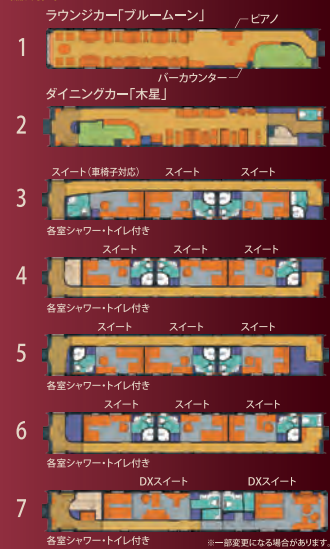 ラウンジカー「ブルームーン」
ピアノ
1
バーカウンター
ダイニングカー「木星」
2
スイート(車椅子対応) スイート スイート
3
各室シャワー・トイレ付き
スイート スイート スイート
4
各室シャワー・トイレ付き
スイート スイート スイート
5
各室シャワー・トイレ付き
スイート スイート スイート
6
各室シャワー・トイレ付き
DXスイート DXスイート
7
各室シャワー・トイレ付き
※一部変更になる場合があります。